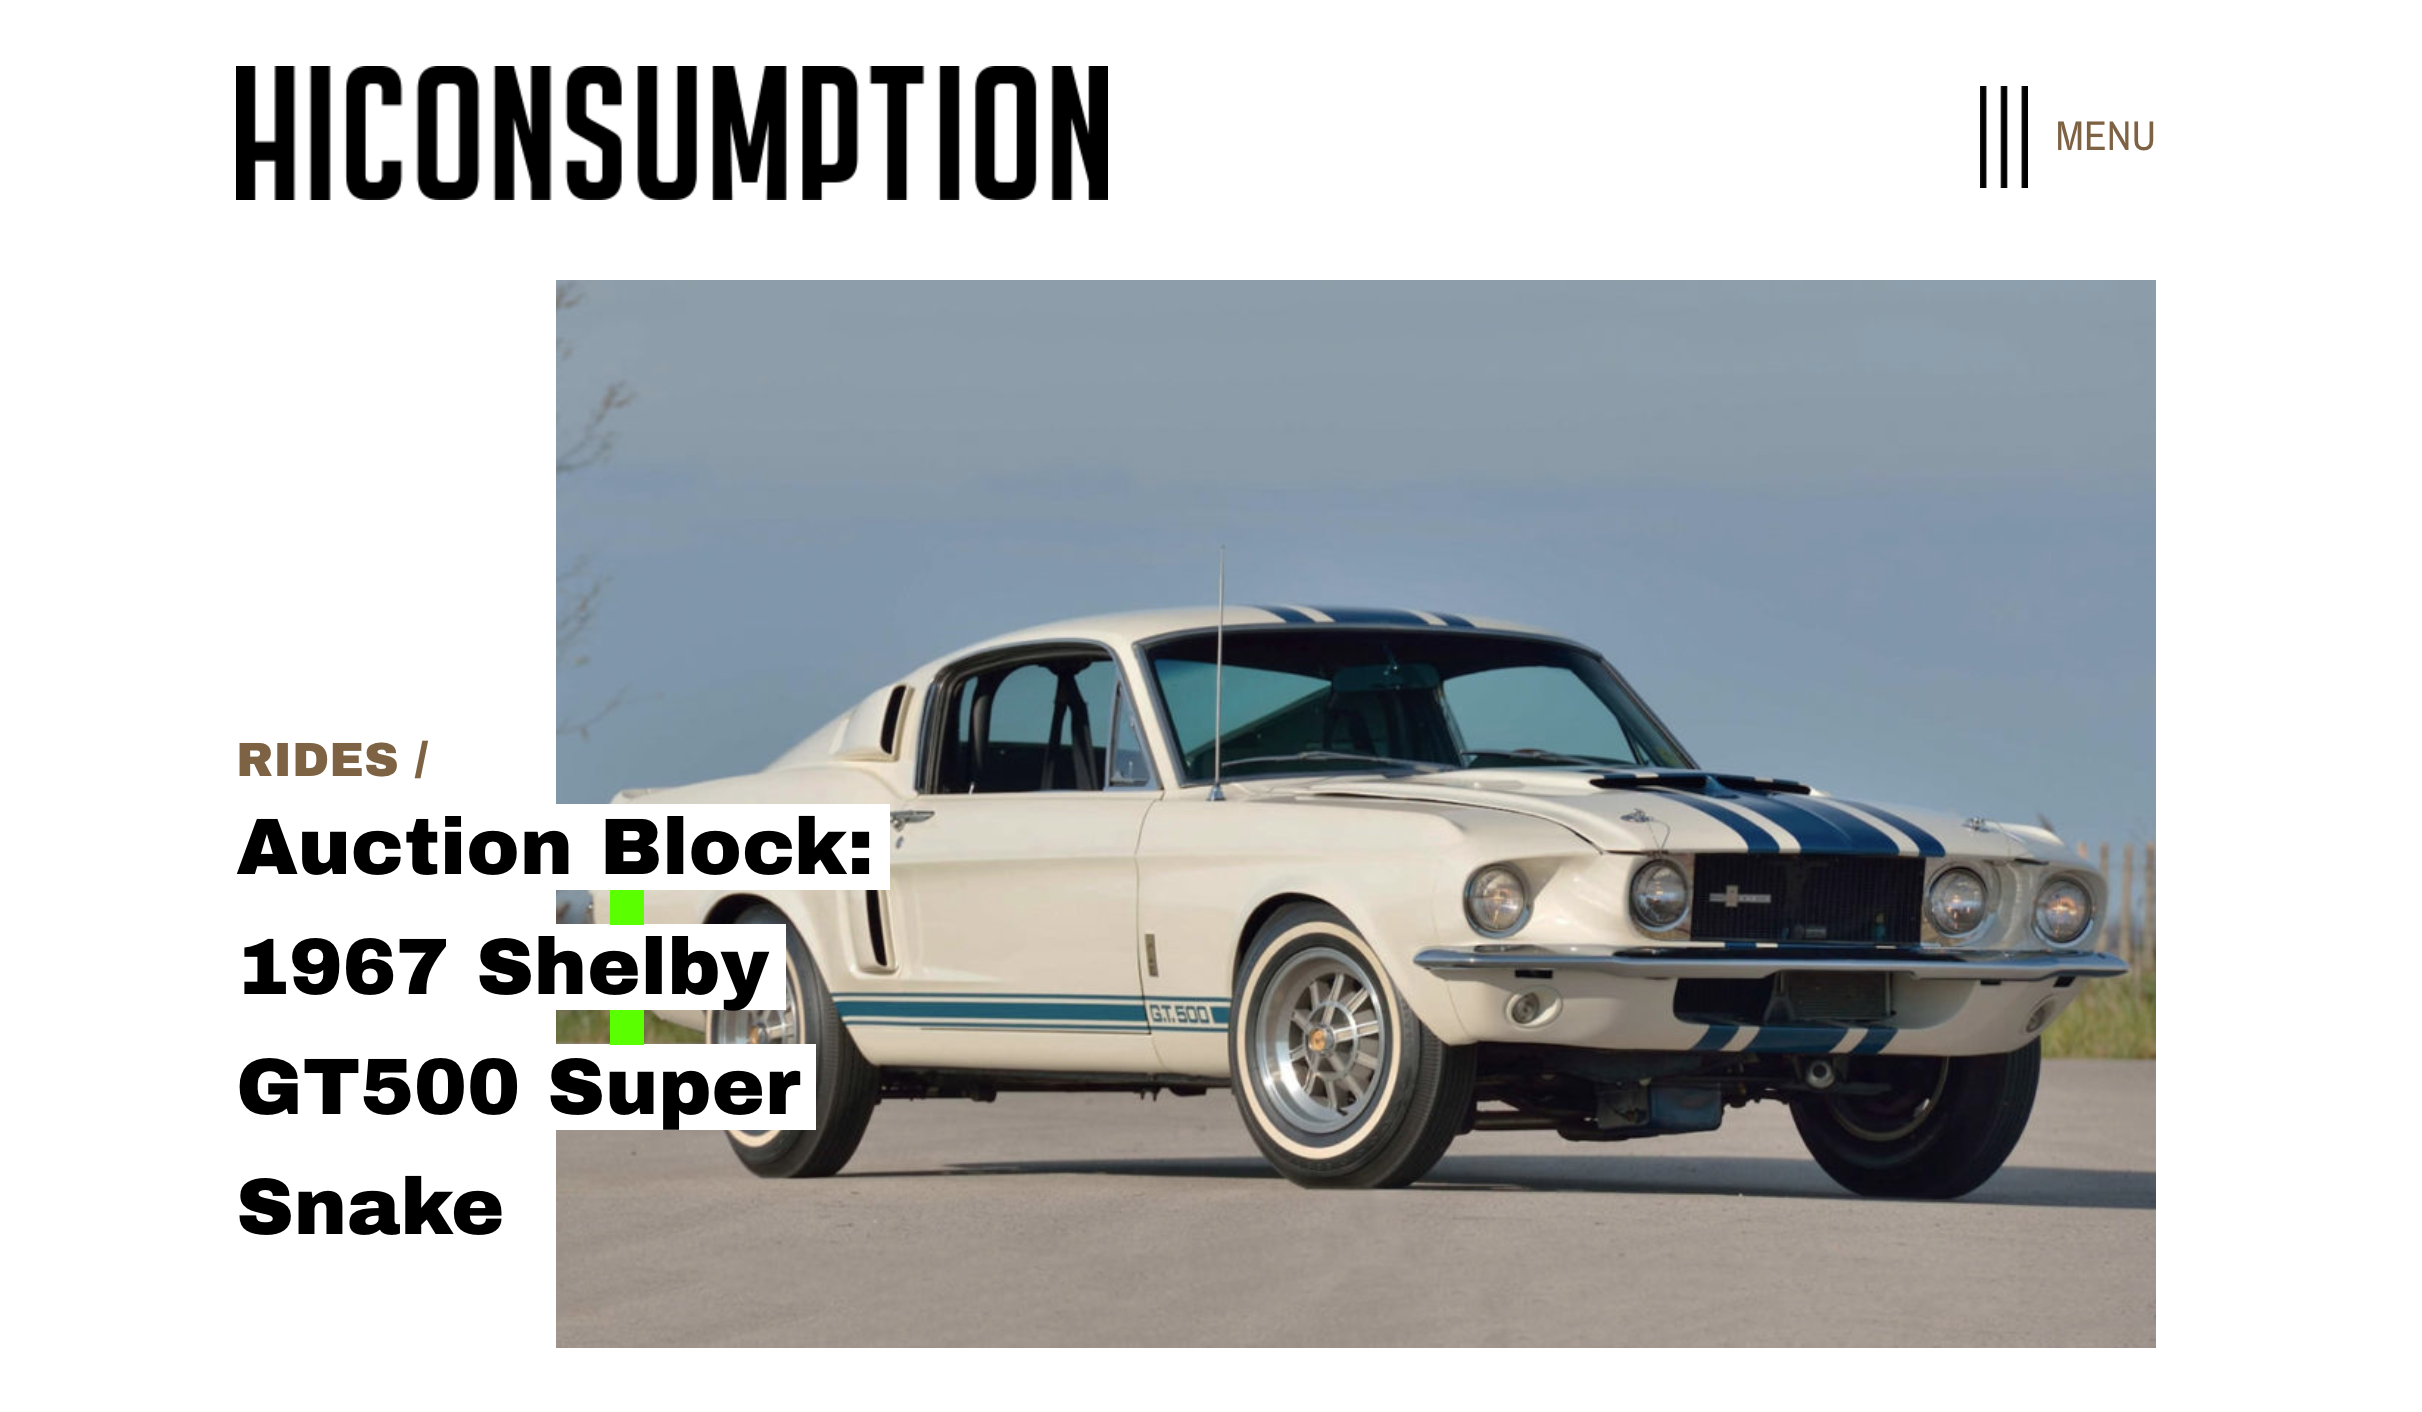 HICONSUMPTION
MENU
RIDES /
Auction Block:
1967 Shelby
GT500 Super
Snake
G.T.500